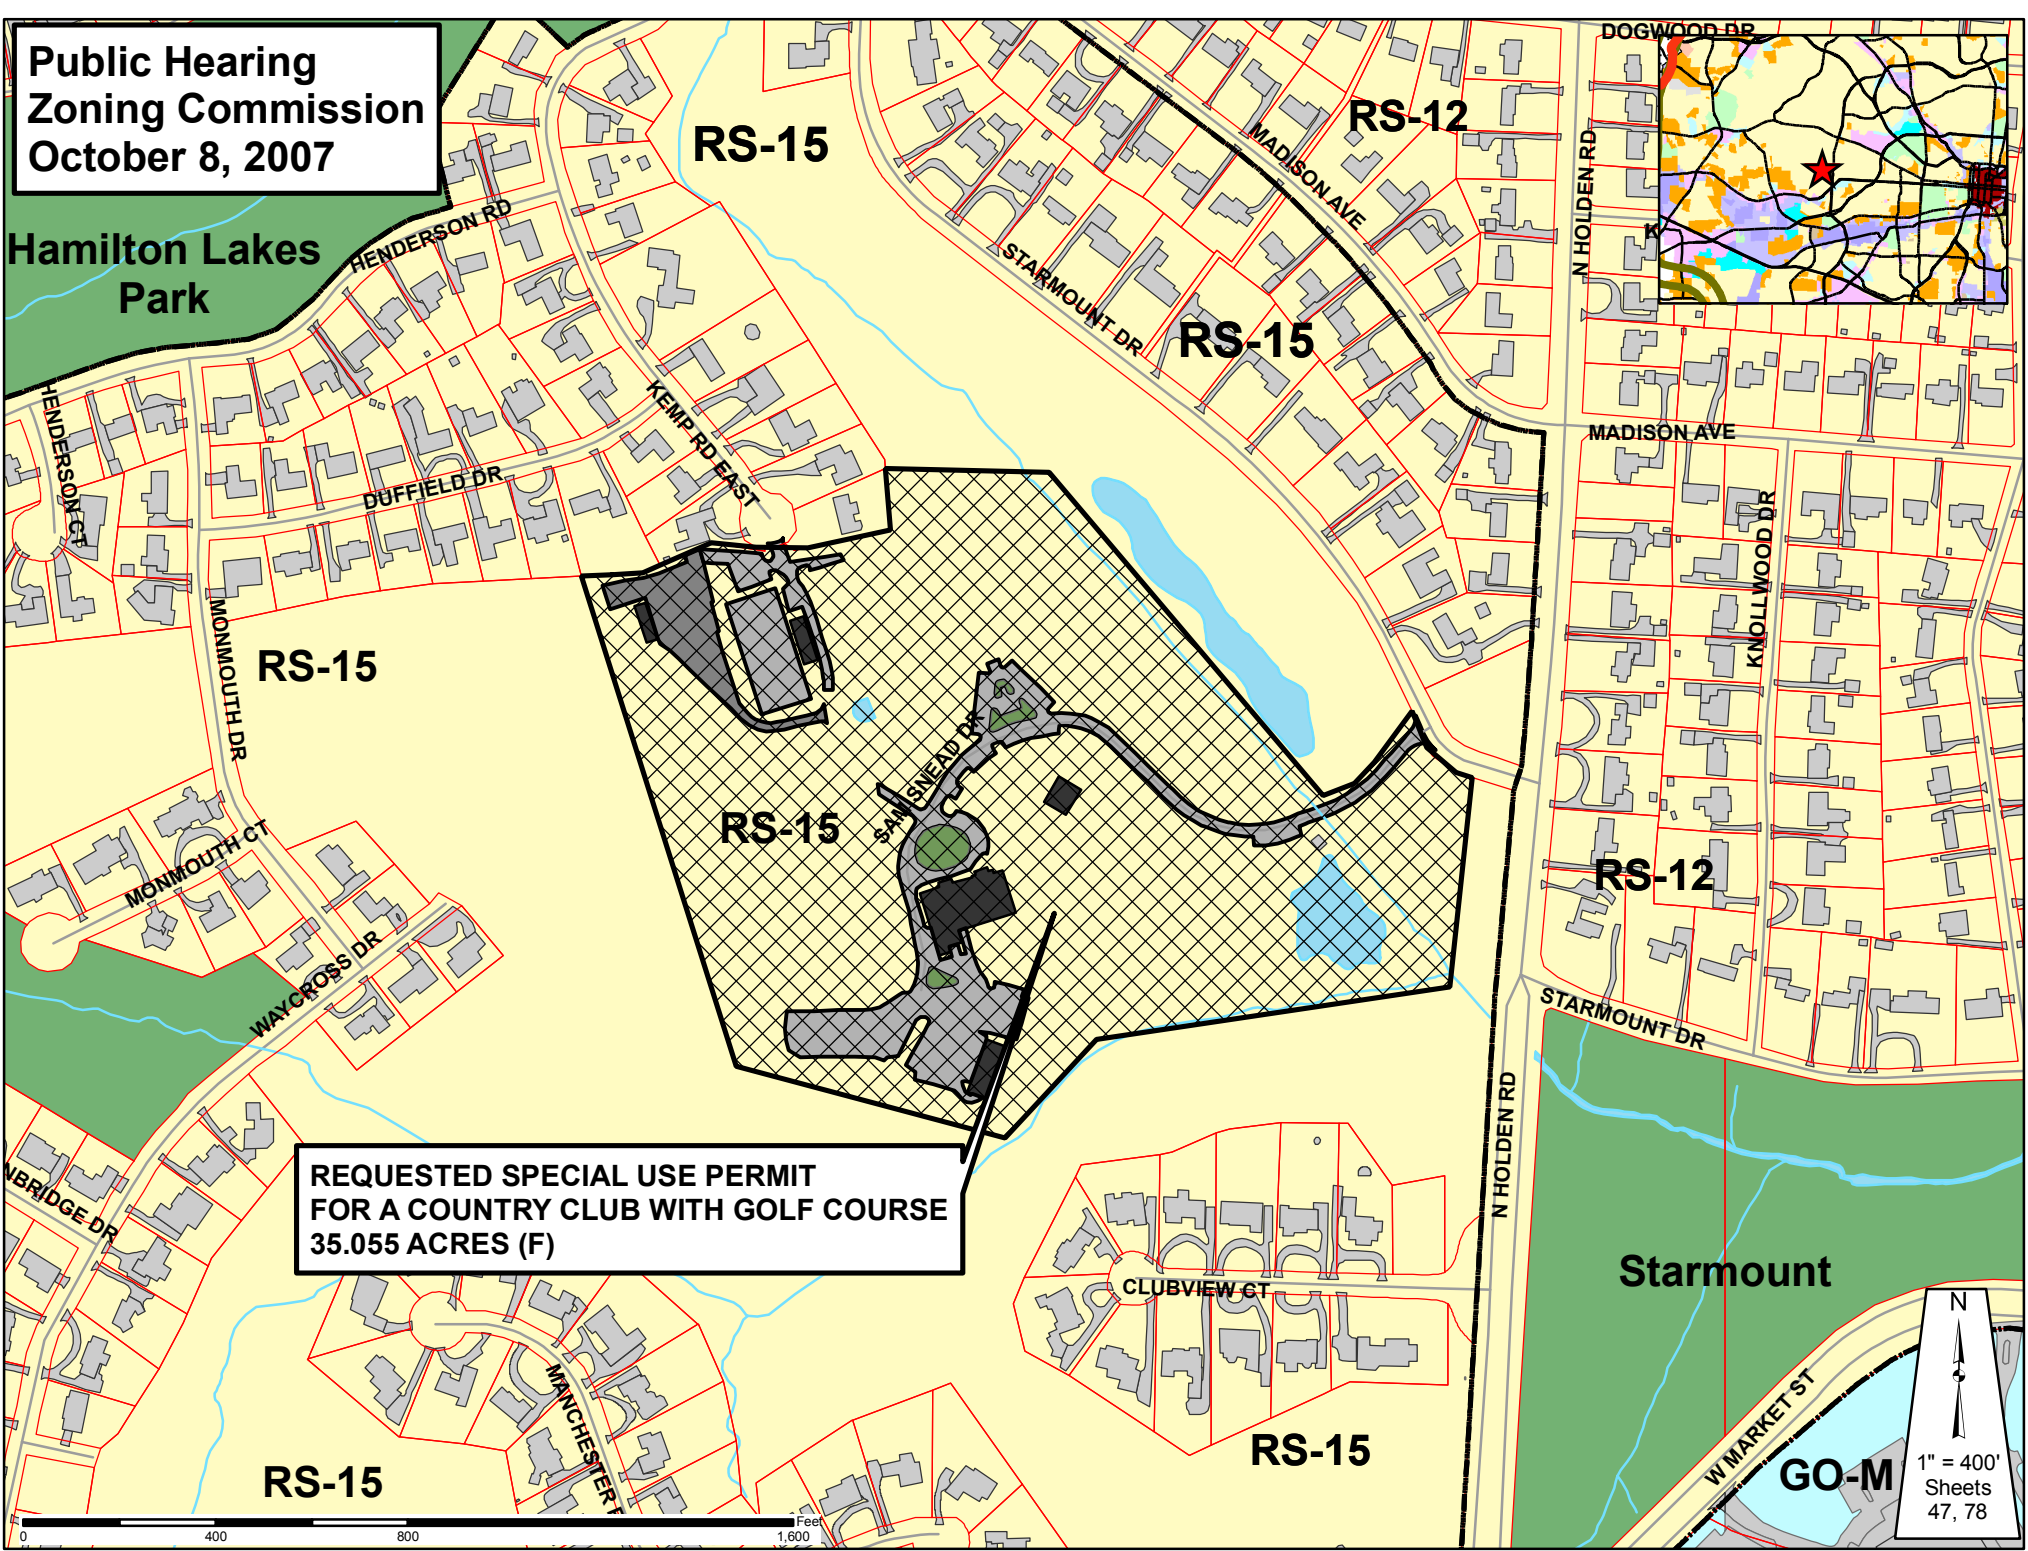 Public Hearing
Zoning Commission
October 8, 2007
DOGWOOD DR
RS-12
RS-15
MADISON AVE
N HOLDEN RD
Hamilton Lakes
Park
HENDERSON RD
STARMOUNT DR
RS-15
KEMP RD EAST
HENDERSON CT
MADISON AVE
DUFFIELD DR
KNOLLWOOD DR
MONMOUTH DR
RS-15
SAM SNEAD DR
RS-15
MONMOUTH CT
RS-12
WAYCROSS DR
STARMOUNT DR
N HOLDEN RD
REQUESTED SPECIAL USE PERMIT
FOR A COUNTRY CLUB WITH GOLF COURSE
35.055 ACRES (F)
NBRIDGE DR
CLUBVIEW CT
Starmount
N
MANCHESTER
W MARKET ST
RS-15
RS-15
GO-M
1" = 400'
Sheets
47, 78
Feet
0 400 800 1,600